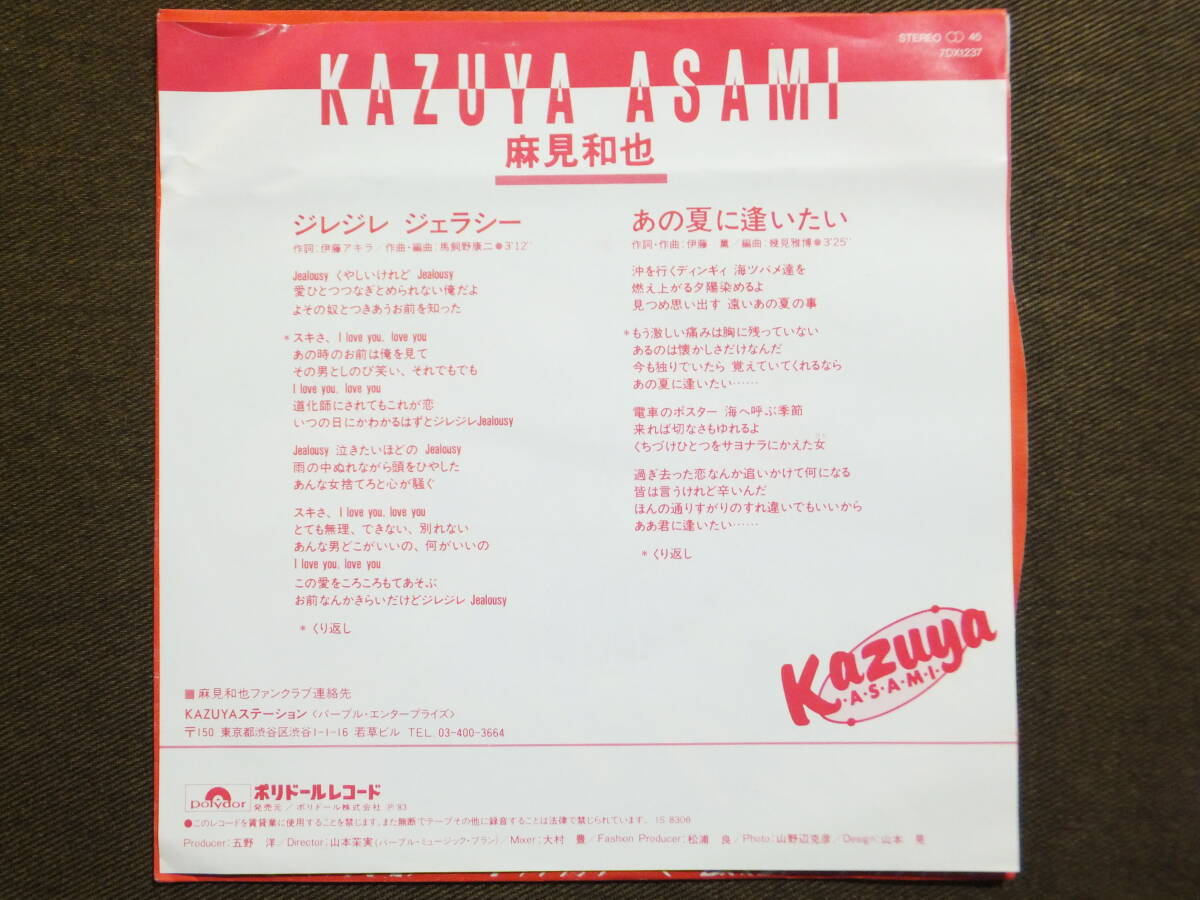 STEREO 45
7DX1237
KAZUYA ASAMI
麻見和也
ジレジレ ジェラシー
作詞:伊藤アキラ/作曲・編曲:馬飼野康二●3'12"
Jealousy くやしいけれど Jealousy
愛ひとつつなぎとめられない俺だよ
よその奴とつきあうお前を知った
*スキさ、I love you, love you
あの時のお前は俺を見て
その男としのび笑い、それでもでも
I love you, love you
道化師にされてもこれが恋
いつの日にかわかるはずとジレジレJealousy
Jealousy 泣きたいほどの Jealousy
雨の中ぬれながら頭をひやした
あんな女捨てろと心が騒ぐ
スキさ、I love you, love you
とても無理、できない、別れない
あんな男どこがいいの、何がいいの
I love you, love you
この愛をころころもてあそぶ
お前なんかきらいだけどジレジレ Jealousy
*くり返し
あの夏に逢いたい
作詞・作曲:伊藤 薫/編曲:幾見雅博●3'25"
沖を行くディンギィ 海ツバメ達を
燃え上がる夕陽染めるよ
見つめ思い出す 遠いあの夏の事
*もう激しい痛みは胸に残っていない
あるのは懐かしさだけなんだ
今も独りでいたら 覚えていてくれるなら
あの夏に逢いたい……
電車のポスター 海へ呼ぶ季節
来れば切なさもゆれるよ
くちづけひとつをサヨナラにかえた女
過ぎ去った恋なんか追いかけて何になる
皆は言うけれど辛いんだ
ほんの通りすがりのすれ違いでもいいから
ああ君に逢いたい……
*くり返し
Kazuya
・A・S・A・M・I・
■麻見和也ファンクラブ連絡先
KAZUYAステーション〈パープル・エンタープライズ〉
〒150 東京都渋谷区渋谷1-1-16 若草ビル TEL.03-400-3664
polydor ポリドールレコード
発売元/ポリドール株式会社 Ⓟ83
●このレコードを賃貸業に使用することを禁じます。また無断でテープその他に録音することは法律で禁じられています。 IS 8306
Producer:五野 洋/Director:山本茱実(パープル・ミュージック・プラン)/Mixer:大村 豊/Fashion Producer:松浦 良/Photo:山野辺克彦/Design:山本